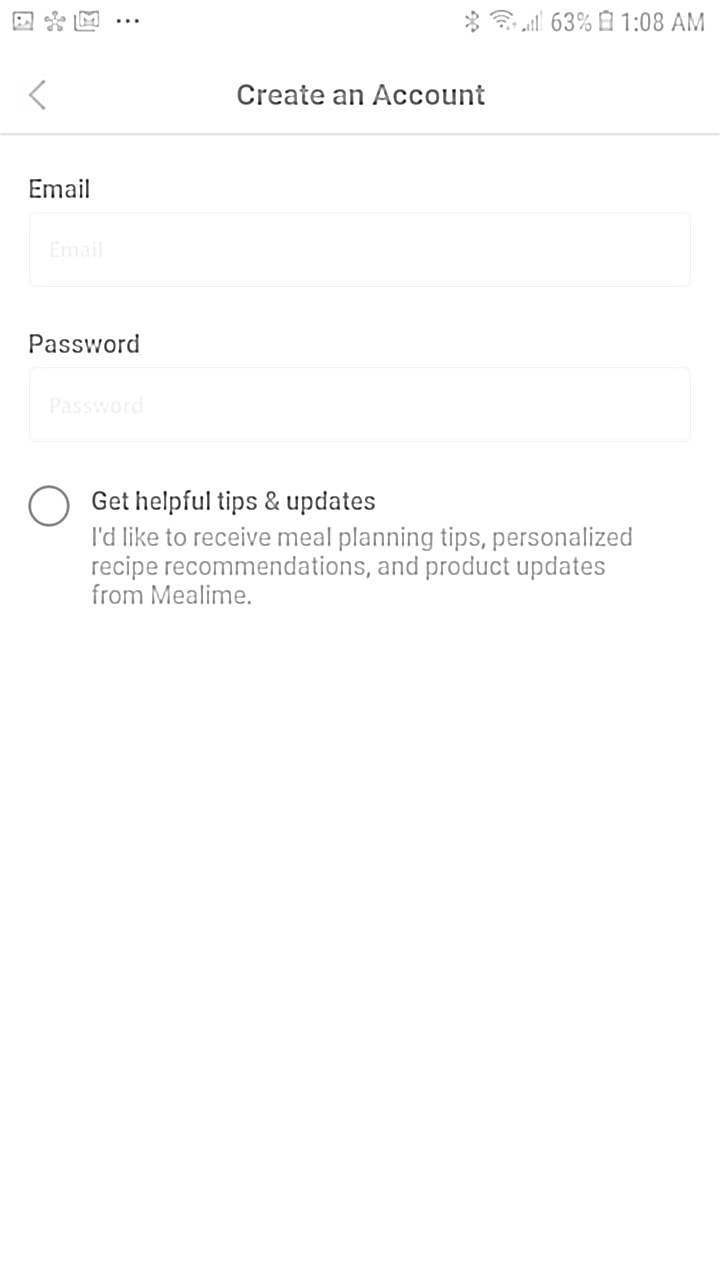 63% 1:08 AM
Create an Account
Email
Email
Password
Password
Get helpful tips & updates
I'd like to receive meal planning tips, personalized
recipe recommendations, and product updates
from Mealime.